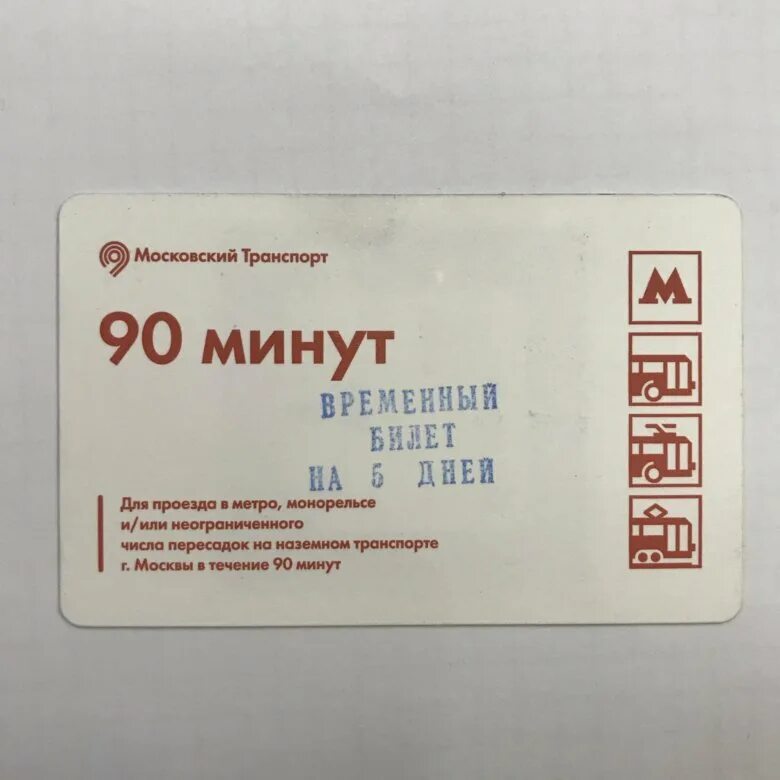 Московский Транспорт
М
90 минут
ВРЕМЕННЫЙ
БИЛЕТ
НА 5 ДНЕЙ
Для проезда в метро, монорельсе
и/или неограниченного
числа пересадок на наземном транспорте
г. Москвы в течение 90 минут